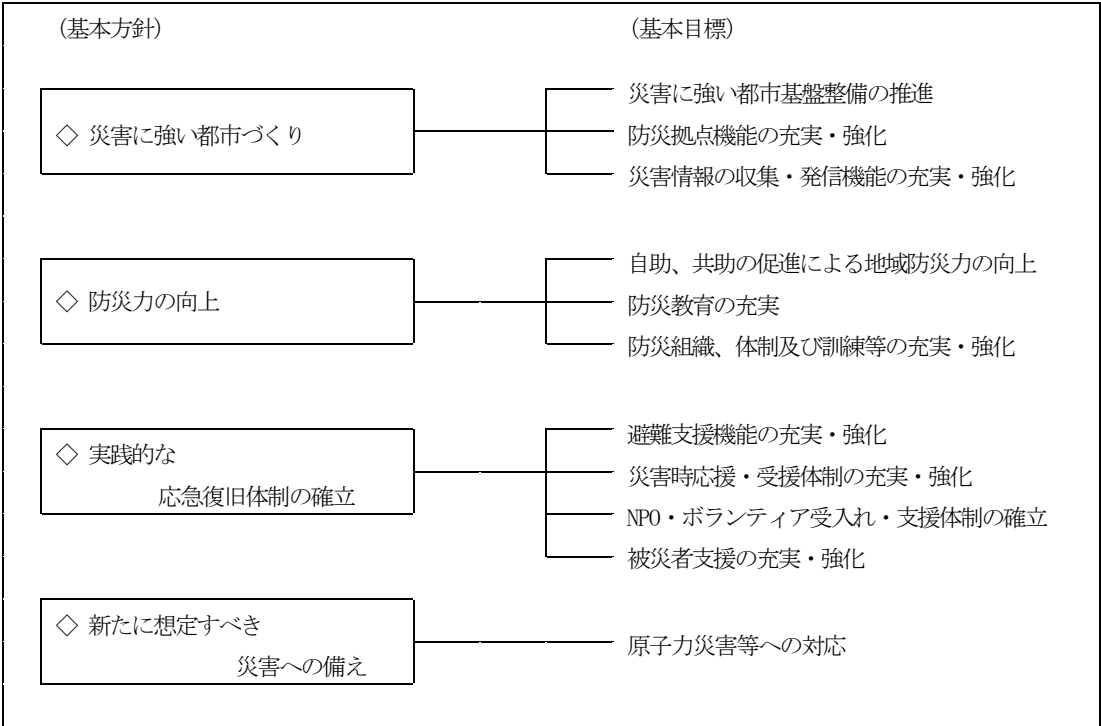 (基本方針)
(基本目標)
◇ 災害に強い都市づくり
災害に強い都市基盤整備の推進
防災拠点機能の充実・強化
災害情報の収集・発信機能の充実・強化
◇ 防災力の向上
自助、共助の促進による地域防災力の向上
防災教育の充実
防災組織、体制及び訓練等の充実・強化
◇ 実践的な
応急復旧体制の確立
避難支援機能の充実・強化
災害時応援・受援体制の充実・強化
NPO・ボランティア受入れ・支援体制の確立
被災者支援の充実・強化
◇ 新たに想定すべき
災害への備え
原子力災害等への対応